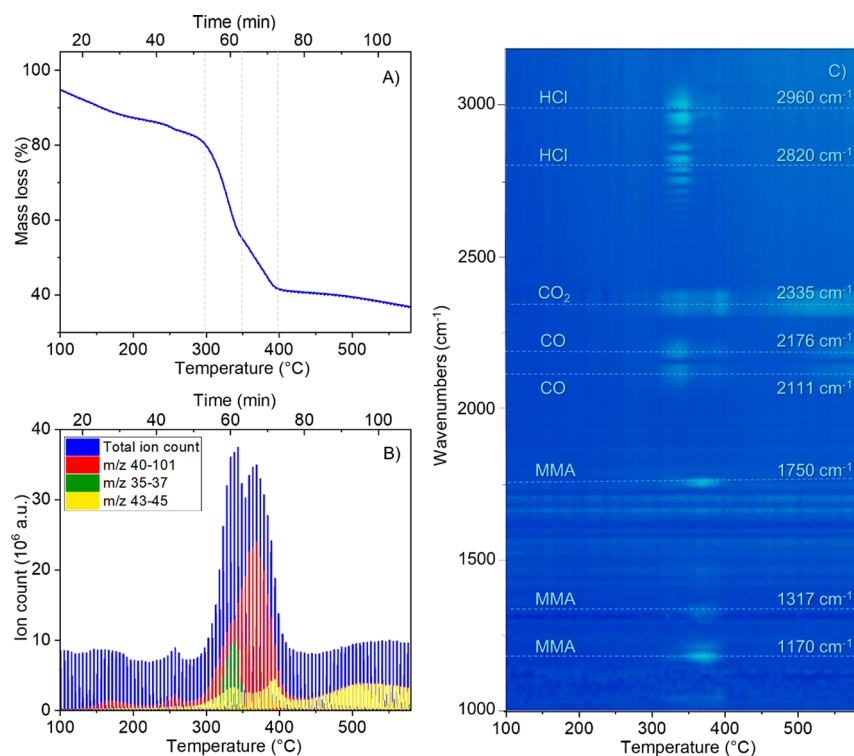 Time (min)
20 40 60 80 100
A)
100
80
60
40
Mass loss (%)
100 200 300 400 500
Temperature (°C)
Time (min)
20 40 60 80 100
B)
40
30
20
10
0
Ion count (10⁶ a.u.)
Total ion count
m/z 40-101
m/z 35-37
m/z 43-45
100 200 300 400 500
Temperature (°C)
C)
3000
2500
2000
1500
1000
Wavenumbers (cm⁻¹)
HCl 2960 cm⁻¹
HCl 2820 cm⁻¹
CO₂ 2335 cm⁻¹
CO 2176 cm⁻¹
CO 2111 cm⁻¹
MMA 1750 cm⁻¹
MMA 1317 cm⁻¹
MMA 1170 cm⁻¹
100 200 300 400 500
Temperature (°C)